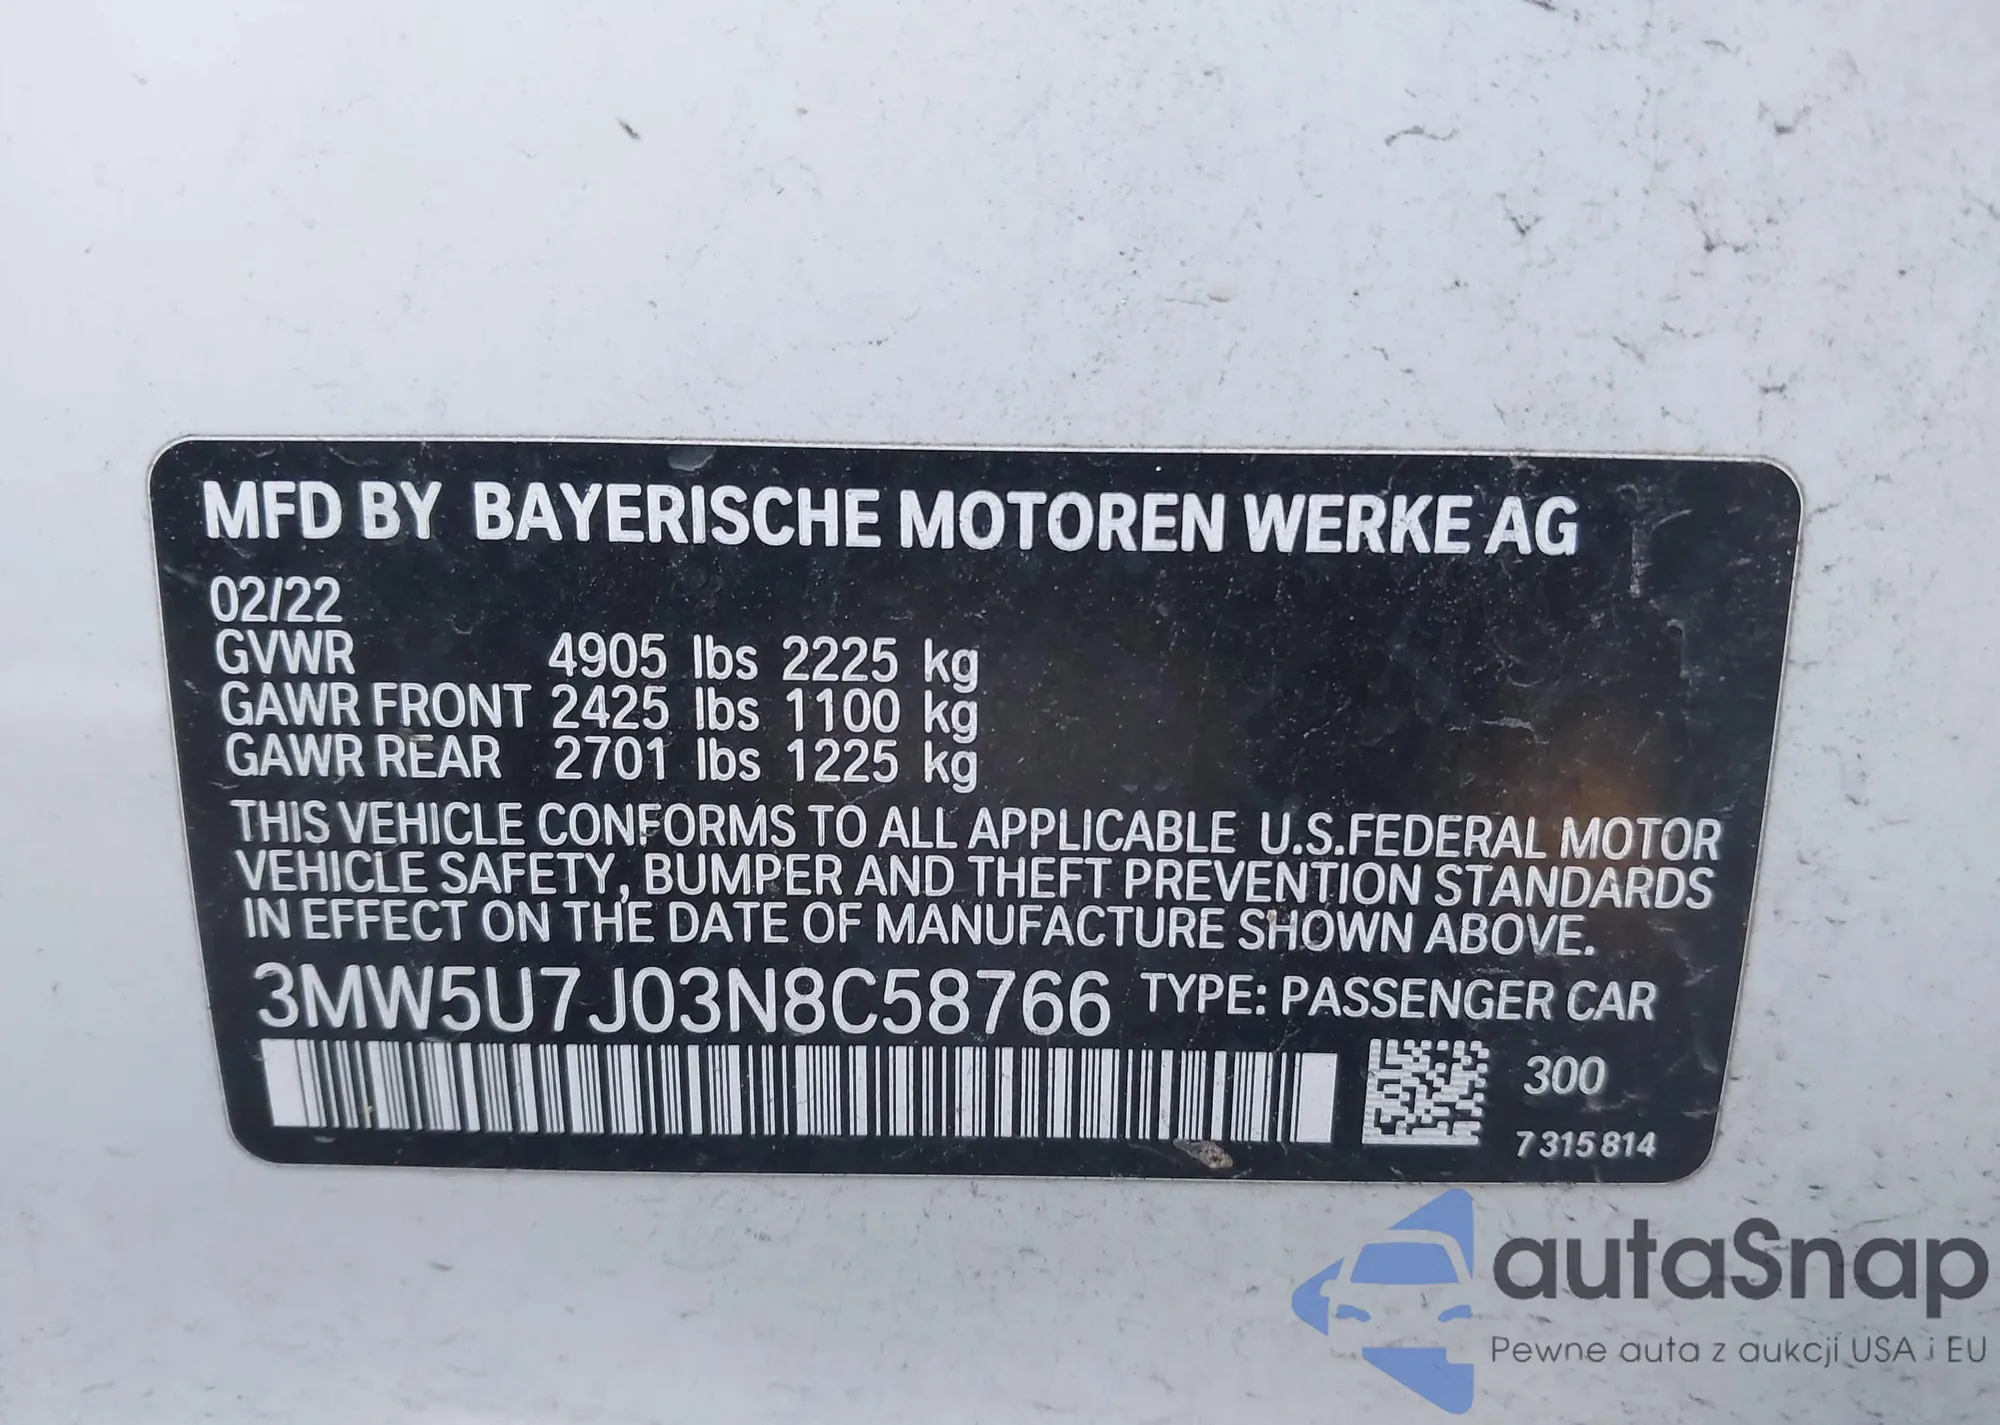 MFD BY BAYERISCHE MOTOREN WERKE AG
02/22
GVWR 4905 lbs 2225 kg
GAWR FRONT 2425 lbs 1100 kg
GAWR REAR 2701 lbs 1225 kg
THIS VEHICLE CONFORMS TO ALL APPLICABLE U.S.FEDERAL MOTOR
VEHICLE SAFETY, BUMPER AND THEFT PREVENTION STANDARDS
IN EFFECT ON THE DATE OF MANUFACTURE SHOWN ABOVE.
3MW5U7J03N8C58766 TYPE: PASSENGER CAR
300
7 315 814
autaSnap
Pewne auta z aukcji USA i EU